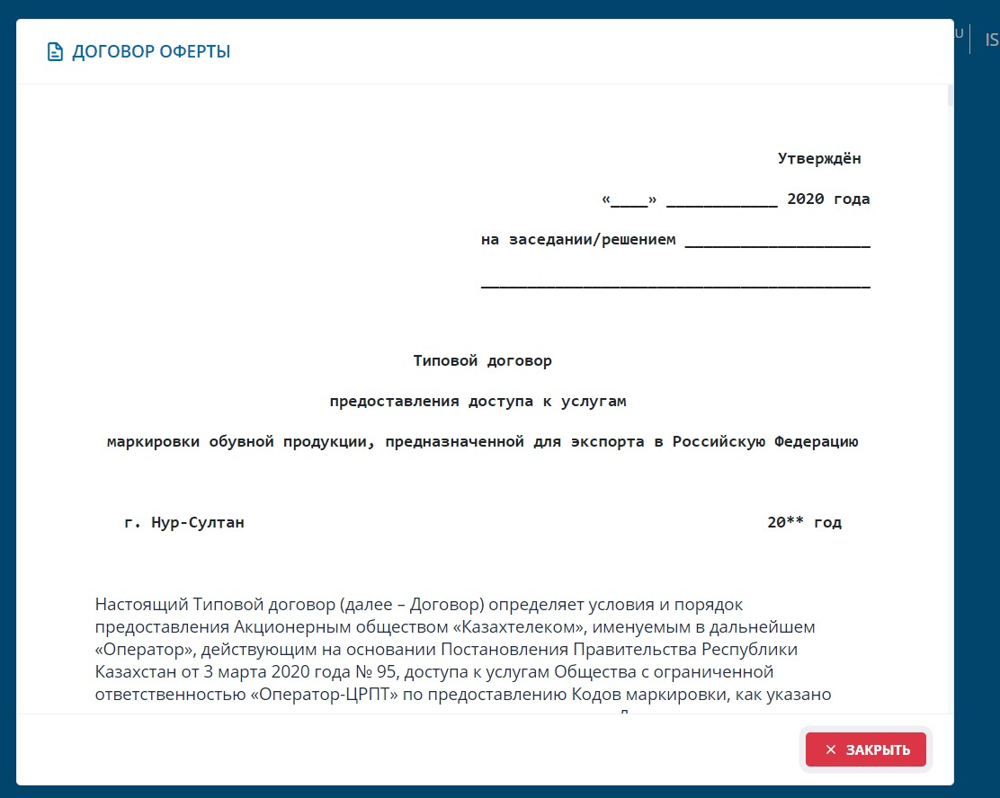 U
IS
ДОГОВОР ОФЕРТЫ
Утверждён
«____» ____________ 2020 года
на заседании/решением ____________________
__________________________________________
Типовой договор
предоставления доступа к услугам
маркировки обувной продукции, предназначенной для экспорта в Российскую Федерацию
г. Нур-Султан 20** год
Настоящий Типовой договор (далее – Договор) определяет условия и порядок
предоставления Акционерным обществом «Казахтелеком», именуемым в дальнейшем
«Оператор», действующим на основании Постановления Правительства Республики
Казахстан от 3 марта 2020 года № 95, доступа к услугам Общества с ограниченной
ответственностью «Оператор-ЦРПТ» по предоставлению Кодов маркировки, как указано
ЗАКРЫТЬ